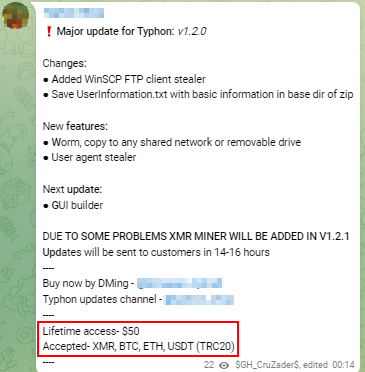 ❗ Major update for Typhon: v1.2.0
Changes:
● Added WinSCP FTP client stealer
● Save UserInformation.txt with basic information in base dir of zip
New features:
● Worm, copy to any shared network or removable drive
● User agent stealer
Next update:
● GUI builder
DUE TO SOME PROBLEMS XMR MINER WILL BE ADDED IN V1.2.1
Updates will be sent to customers in 14-16 hours
----
Buy now by DMing -
Typhon updates channel -
----
Lifetime access- $50
Accepted- XMR, BTC, ETH, USDT (TRC20)
----
22 $GH_CruZader$, edited 00:14